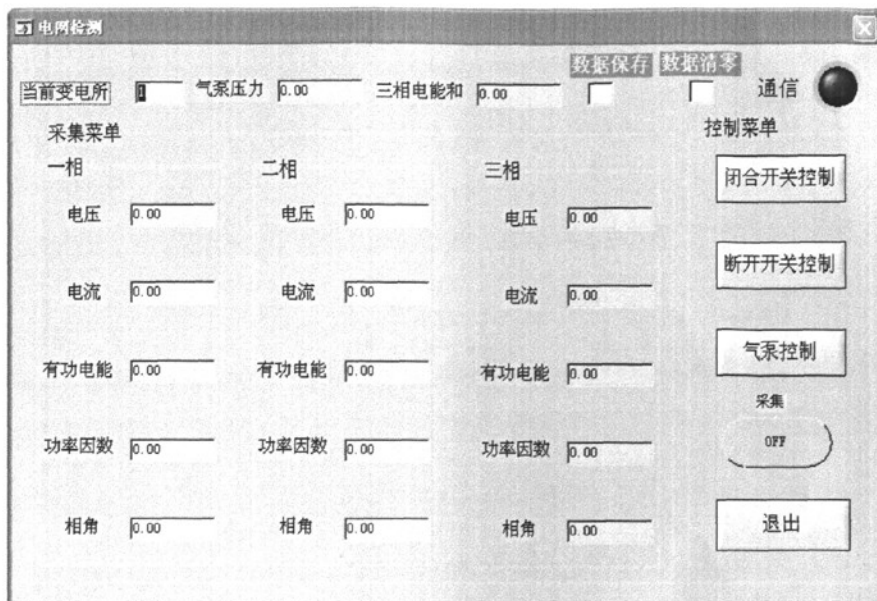 电网检测
数据保存 数据清零
当前变电所 1 气泵压力 0.00 三相电能和 0.00 通信
采集菜单 控制菜单
一相 二相 三相
闭合开关控制
电压 0.00 电压 0.00 电压 0.00
断开开关控制
电流 0.00 电流 0.00 电流 0.00
气泵控制
有功电能 0.00 有功电能 0.00 有功电能 0.00
采集
OFF
功率因数 0.00 功率因数 0.00 功率因数 0.00
退出
相角 0.00 相角 0.00 相角 0.00